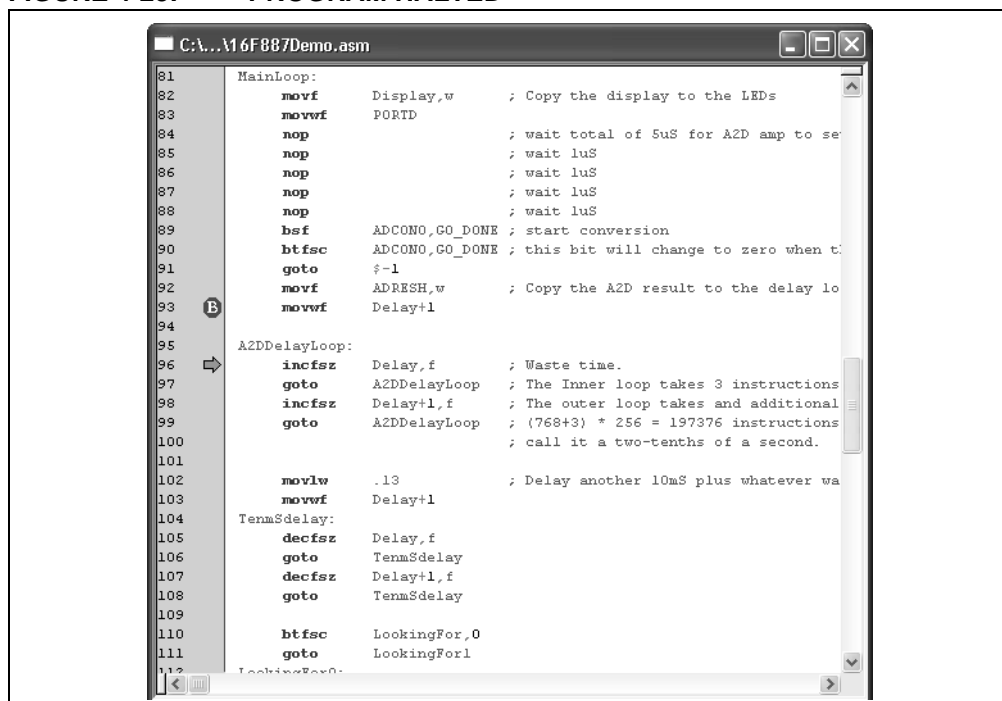 C:\...\16F887Demo.asm
81 MainLoop:
82 movf Display,w ; Copy the display to the LEDs
83 movwf PORTD
84 nop ; wait total of 5uS for A2D amp to se
85 nop ; wait 1uS
86 nop ; wait 1uS
87 nop ; wait 1uS
88 nop ; wait 1uS
89 bsf ADCON0,GO_DONE ; start conversion
90 btfsc ADCON0,GO_DONE ; this bit will change to zero when t
91 goto $-1
92 movf ADRESH,w ; Copy the A2D result to the delay lo
93 B movwf Delay+1
94
95 A2DDelayLoop:
96 incfsz Delay,f ; Waste time.
97 goto A2DDelayLoop ; The Inner loop takes 3 instructions
98 incfsz Delay+1,f ; The outer loop takes and additional
99 goto A2DDelayLoop ; (768+3) * 256 = 197376 instructions
100 ; call it a two-tenths of a second.
101
102 movlw .13 ; Delay another 10mS plus whatever wa
103 movwf Delay+1
104 TenmSdelay:
105 decfsz Delay,f
106 goto TenmSdelay
107 decfsz Delay+1,f
108 goto TenmSdelay
109
110 btfsc LookingFor,0
111 goto LookingFor1
112 LookingFor0: